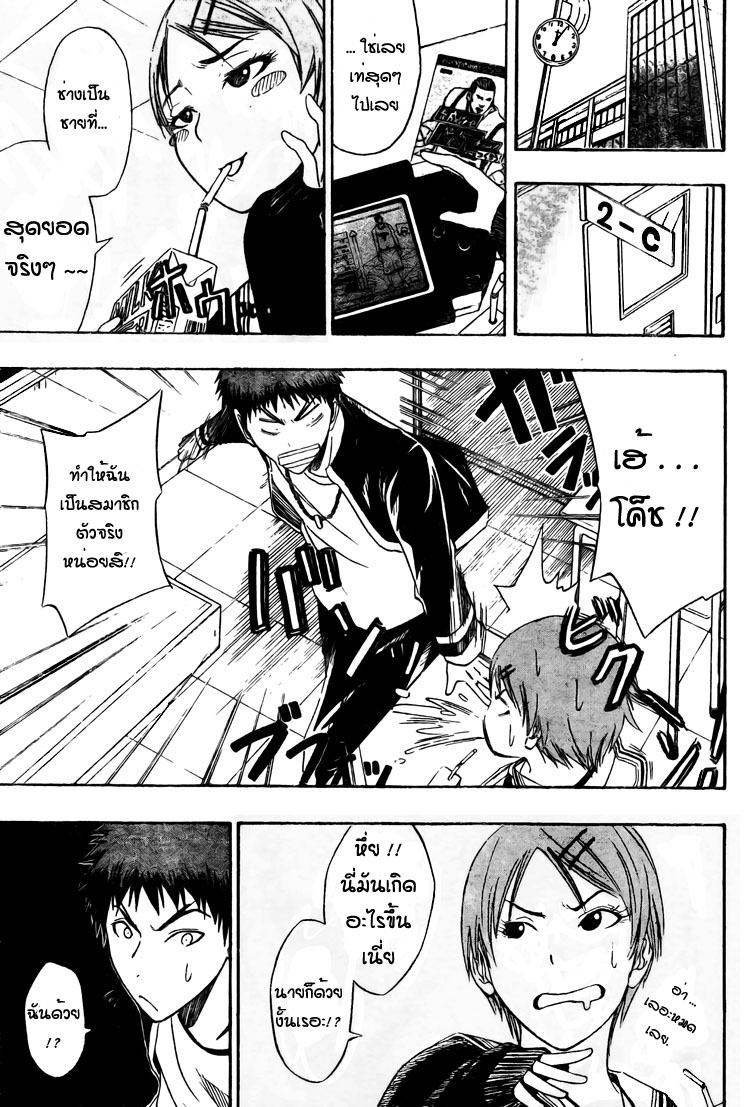 2-C
... ใช่เลย
เท่สุดๆ
ไปเลย
ช่างเป็น
ชายที่...
สุดยอด
จริงๆ ~~
ホウ
เฮ้ ...
โค้ช !!
ทำให้ฉัน
เป็นสมาชิก
ตัวจริง
หน่อยสิ!!
หึ่ย !!
นี่มันเกิด
อะไรขึ้น
เนี่ย
นายก็ด้วย
งั้นเรอะ!?
อ่า ...
เลอะหมด
เลย.
ฉันด้วย
!?